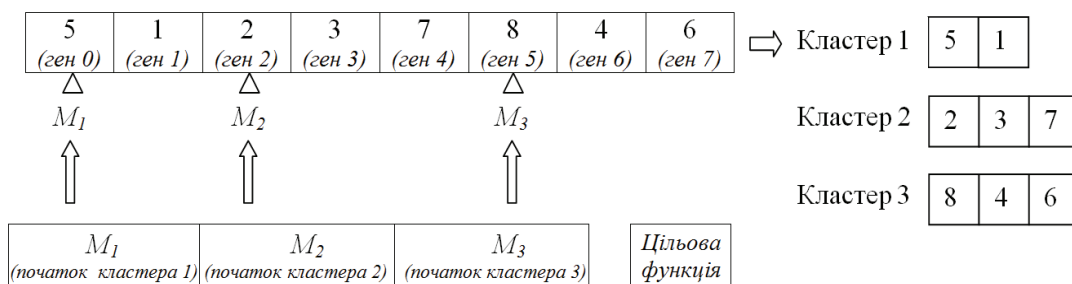 5 1 2 3 7 8 4 6
(ген 0) (ген 1) (ген 2) (ген 3) (ген 4) (ген 5) (ген 6) (ген 7)
M1 M2 M3
Кластер 1 5 1
Кластер 2 2 3 7
Кластер 3 8 4 6
M1 M2 M3 Цільова
(початок кластера 1) (початок кластера 2) (початок кластера 3) функція